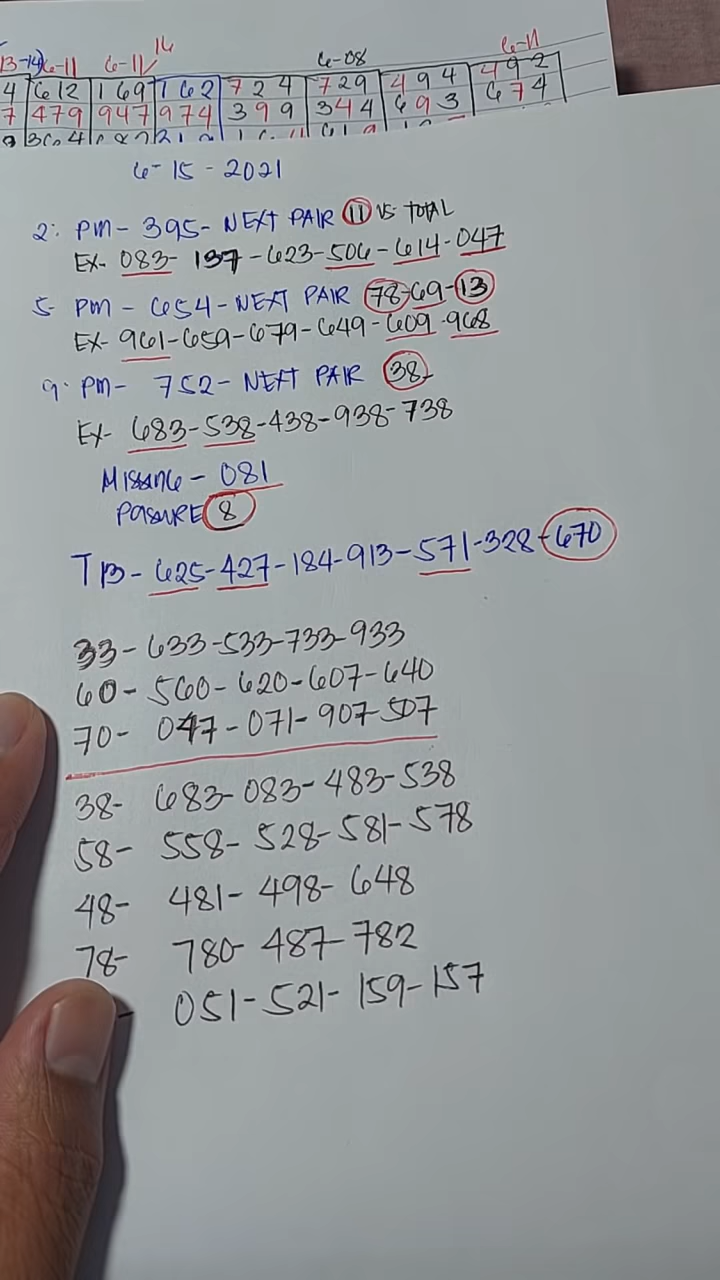 13-14) 6-11 6-11 16 6-08 6-11
4 612 169 162 724 729 494 492
7 479 947 974 399 344 693 674
6-15-2021
2: PM- 395- NEXT PAIR 11 VS TOTAL
EX- 083- 137-623-506-614-047
5 PM- 654-NEXT PAIR 78-69-13
EX- 961-659-679-649-609-968
9: PM- 752- NEXT PAIR 38-
EX- 683-538-438-938-738
MISSING- 081
PASURE 8
TB- 625-427-184-913-571-328-670
33-633-533-733-933
60- 560-620-607-640
70- 047-071-907-507
38- 683-083-483-538
58- 558-528-581-578
48- 481-498-648
78- 780-487-782
- 051-521-159-157